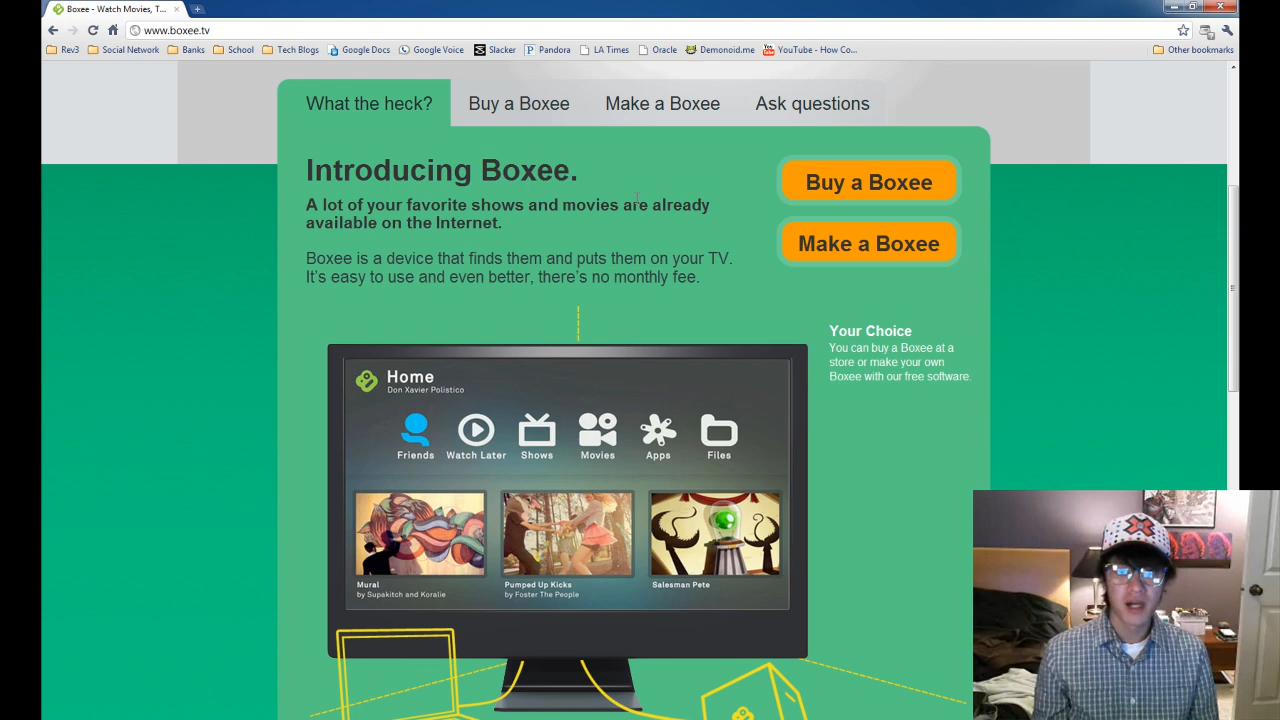 Boxee - Watch Movies, T...
www.boxee.tv
Rev3
Social Network
Banks
School
Tech Blogs
Google Docs
Google Voice
Slacker
Pandora
LA Times
Oracle
Demonoid.me
YouTube - How Co...
Other bookmarks
What the heck?
Buy a Boxee
Make a Boxee
Ask questions
Introducing Boxee.
A lot of your favorite shows and movies are already
available on the Internet.
Boxee is a device that finds them and puts them on your TV.
It's easy to use and even better, there's no monthly fee.
Buy a Boxee
Make a Boxee
Your Choice
You can buy a Boxee at a
store or make your own
Boxee with our free software.
Home
Don Xavier Polistico
Friends
Watch Later
Shows
Movies
Apps
Files
Mural
by Supakitch and Koralie
Pumped Up Kicks
by Foster The People
Salesman Pete